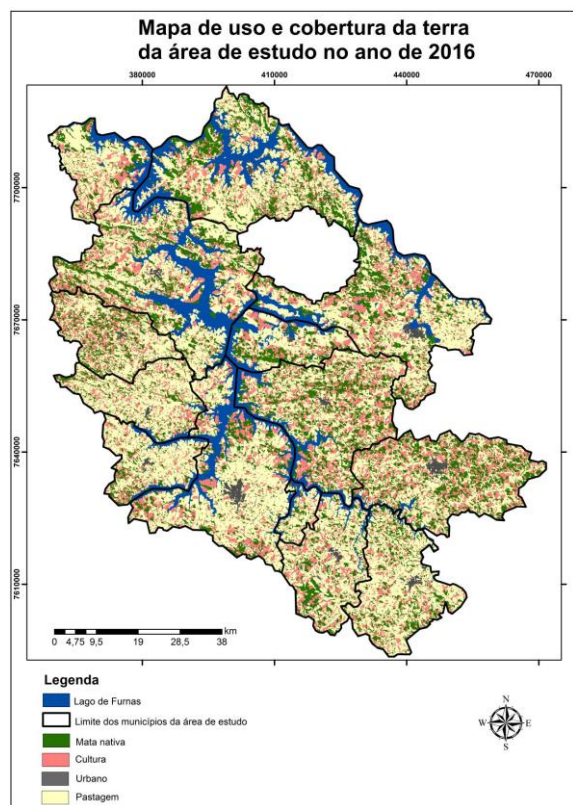 Mapa de uso e cobertura da terra
da área de estudo no ano de 2016
380000 410000 440000 470000
7700000
7670000
7640000
7610000
km
0 4,75 9,5 19 28,5 38
Legenda
Lago de Furnas
Limite dos municípios da área de estudo
Mata nativa
Cultura
Urbano
Pastagem
N
W E
S